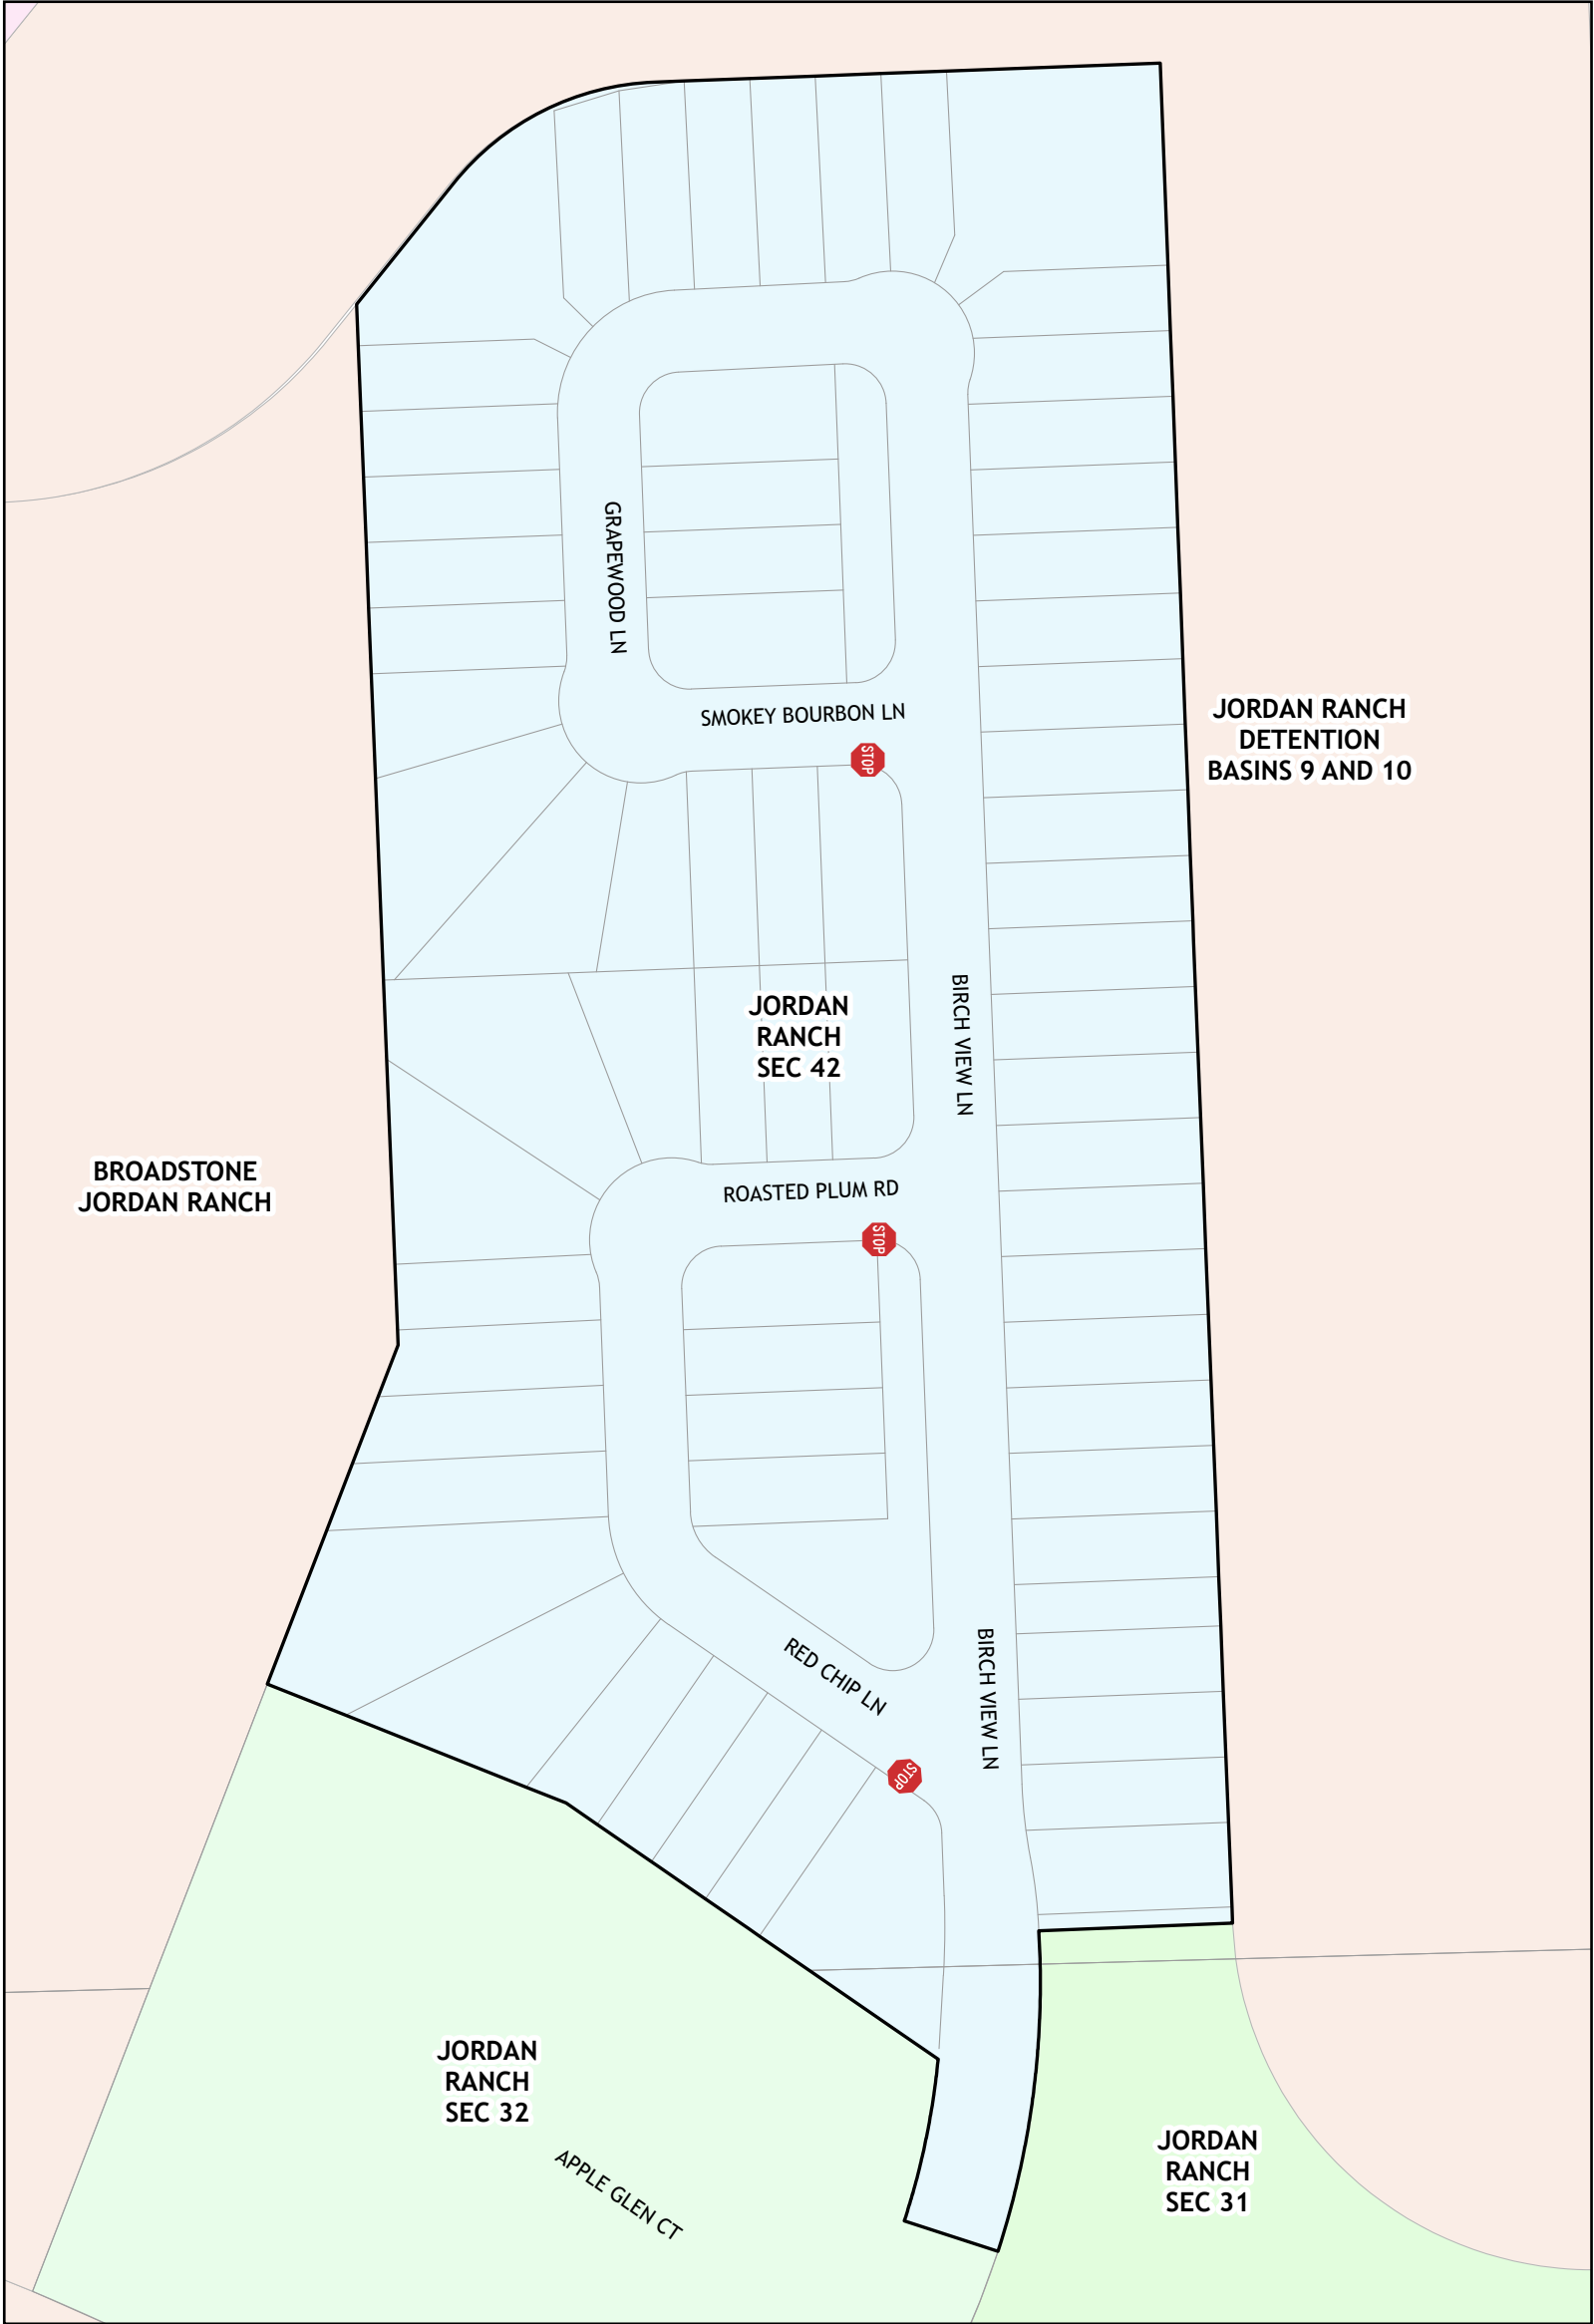 GRAPEWOOD LN
SMOKEY BOURBON LN
STOP
JORDAN RANCH
DETENTION
BASINS 9 AND 10
JORDAN
RANCH
SEC 42
BIRCH VIEW LN
BROADSTONE
JORDAN RANCH
ROASTED PLUM RD
STOP
RED CHIP LN
BIRCH VIEW LN
STOP
JORDAN
RANCH
SEC 32
APPLE GLEN CT
JORDAN
RANCH
SEC 31